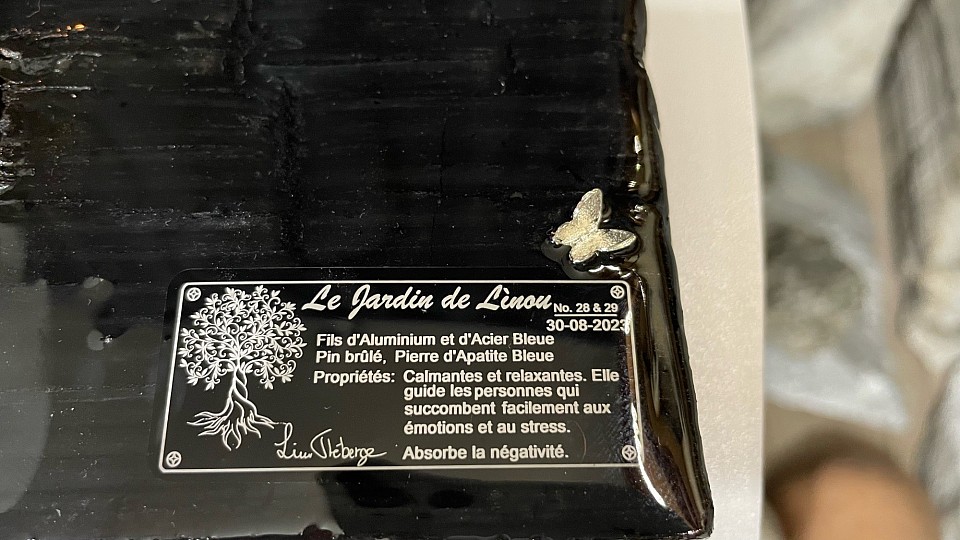 Le Jardin de Lìnou
No. 28 & 29
30-08-2023
Fils d'Aluminium et d'Acier Bleue
Pin brûlé, Pierre d'Apatite Bleue
Propriétés: Calmantes et relaxantes. Elle
guide les personnes qui
succombent facilement aux
émotions et au stress.
Absorbe la négativité.